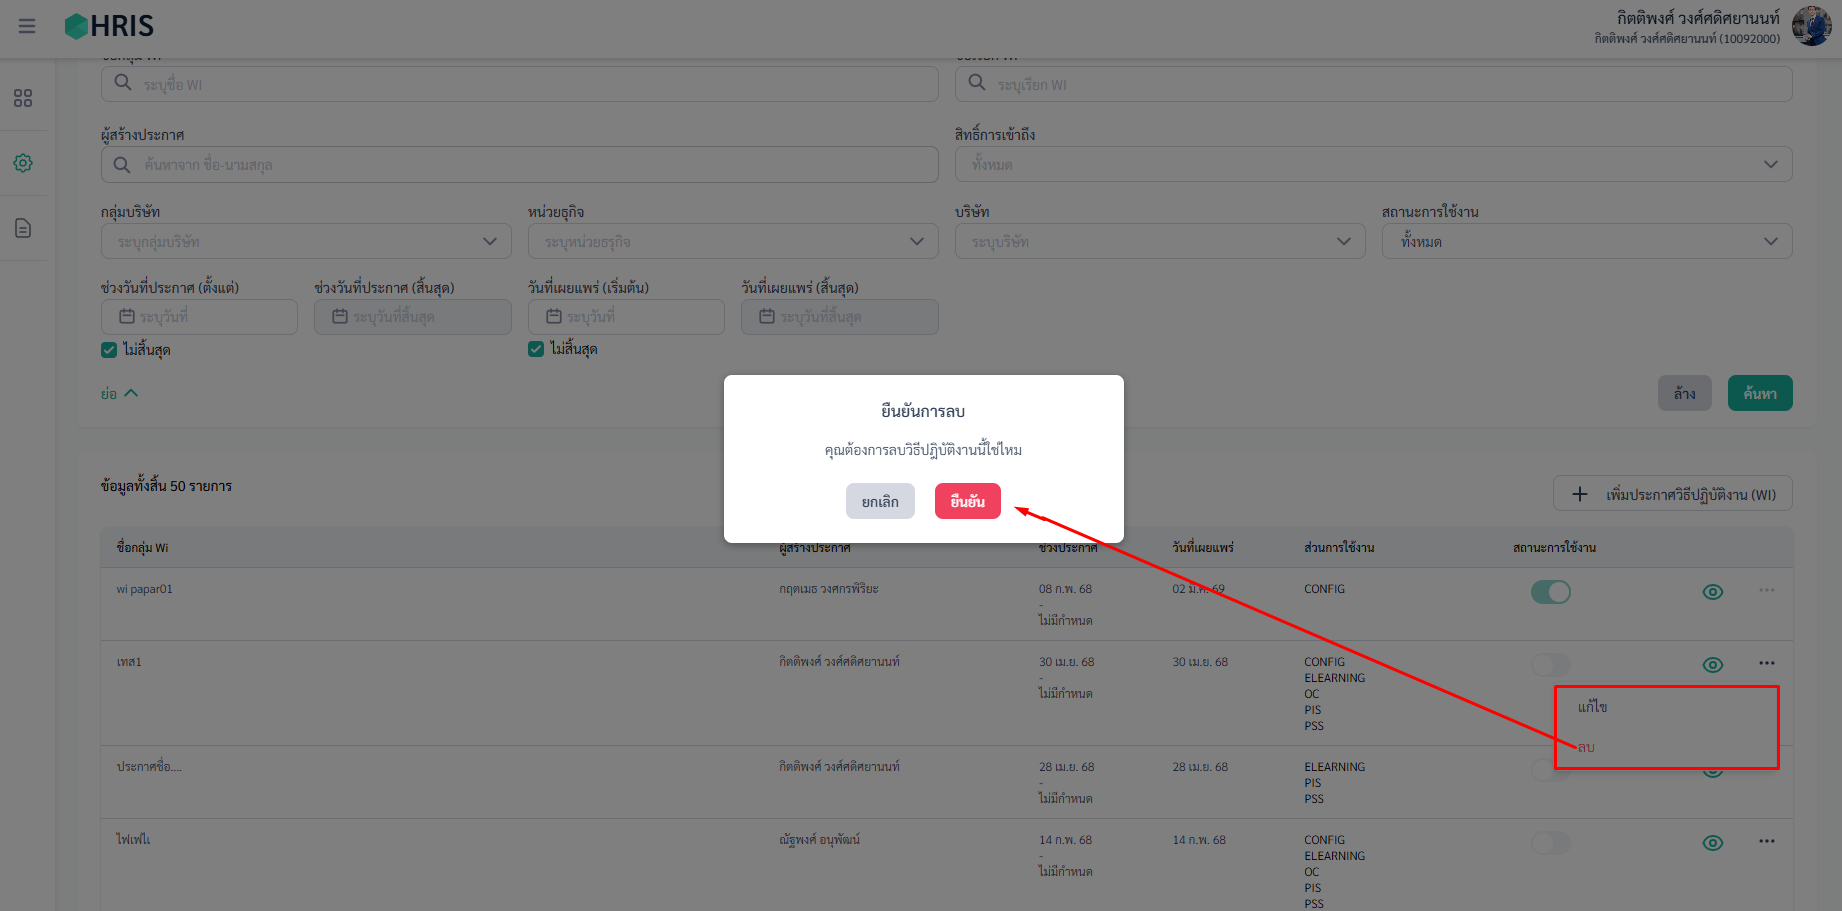 HRIS
กิตติพงศ์ วงศ์ศดิศยานนท์
กิตติพงศ์ วงศ์ศดิศยานนท์ (10092000)
ระบุชื่อ WI
ระบุเรียก WI
ผู้สร้างประกาศ
สิทธิ์การเข้าถึง
ค้นหาจาก ชื่อ-นามสกุล
ทั้งหมด
กลุ่มบริษัท
หน่วยธุกิจ
บริษัท
สถานะการใช้งาน
ระบุกลุ่มบริษัท
ระบุหน่วยธรุกิจ
ระบุบริษัท
ทั้งหมด
ช่วงวันที่ประกาศ (ตั้งแต่)
ช่วงวันที่ประกาศ (สิ้นสุด)
วันที่เผยแพร่ (เริ่มต้น)
วันที่เผยแพร่ (สิ้นสุด)
ระบุวันที่
ระบุวันที่สิ้นสุด
ระบุวันที่
ระบุวันที่สิ้นสุด
ไม่สิ้นสุด
ไม่สิ้นสุด
ย่อ
ล้าง
ค้นหา
ยืนยันการลบ
คุณต้องการลบวิธีปฎิบัติงานนี้ใช่ไหม
ยกเลิก
ยืนยัน
ข้อมูลทั้งสิ้น 50 รายการ
เพิ่มประกาศวิธีปฏิบัติงาน (WI)
ชื่อกลุ่ม Wi
ผู้สร้างประกาศ
ช่วงประกาศ
วันที่เผยแพร่
ส่วนการใช้งาน
สถานะการใช้งาน
wi papar01
กฤตเมธ วงศกรพิริยะ
08 ก.พ. 68
-
ไม่มีกำหนด
02 มี.ค. 69
CONFIG
เทส1
กิตติพงศ์ วงศ์ศดิศยานนท์
30 เม.ย. 68
-
ไม่มีกำหนด
30 เม.ย. 68
CONFIG
ELEARNING
OC
PIS
PSS
แก้ไข
ลบ
ประกาศชื่อ....
กิตติพงศ์ วงศ์ศดิศยานนท์
28 เม.ย. 68
-
ไม่มีกำหนด
28 เม.ย. 68
ELEARNING
PIS
PSS
ไฟเฟไเ
ณัฐพงศ์ อนุพัฒน์
14 ก.พ. 68
-
ไม่มีกำหนด
14 ก.พ. 68
CONFIG
ELEARNING
OC
PIS
PSS